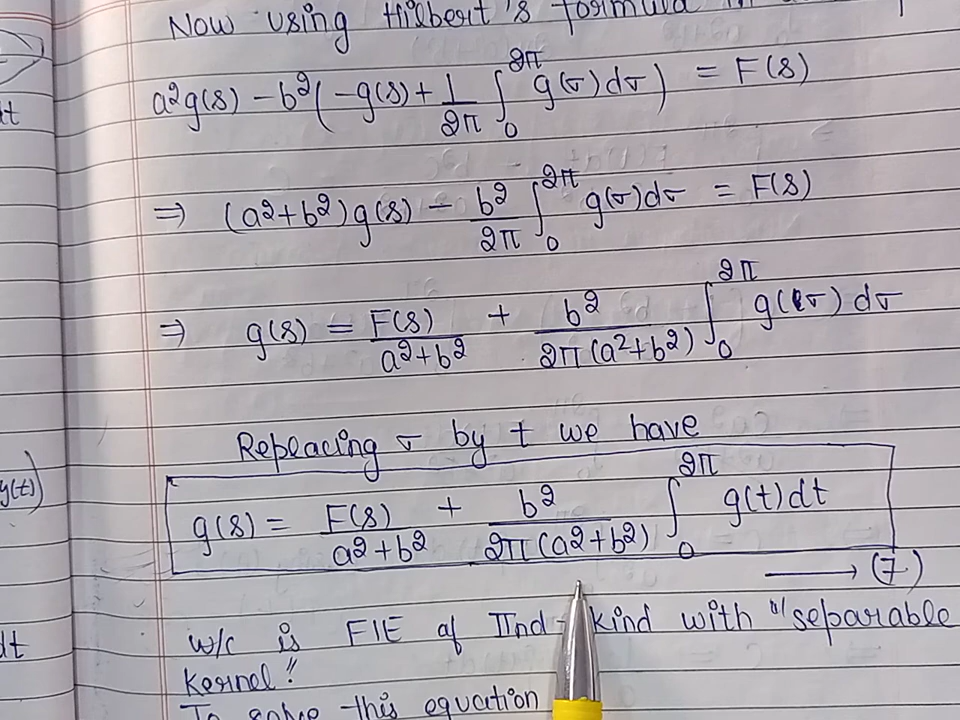 Now using Hilbert's formula in
a²g(s) - b²(-g(s) + 1/2π ∫₀^2π g(σ)dσ) = F(s)
⇒ (a²+b²)g(s) - b²/2π ∫₀^2π g(σ)dσ = F(s)
⇒ g(s) = F(s)/a²+b² + b²/2π(a²+b²) ∫₀^2π g(σ)dσ
Replacing σ by t we have
g(s) = F(s)/a²+b² + b²/2π(a²+b²) ∫₀^2π g(t)dt
→ (7)
y(t))
dt
w/c is FIE of IInd kind with "separable
kernel"
To solve this equation